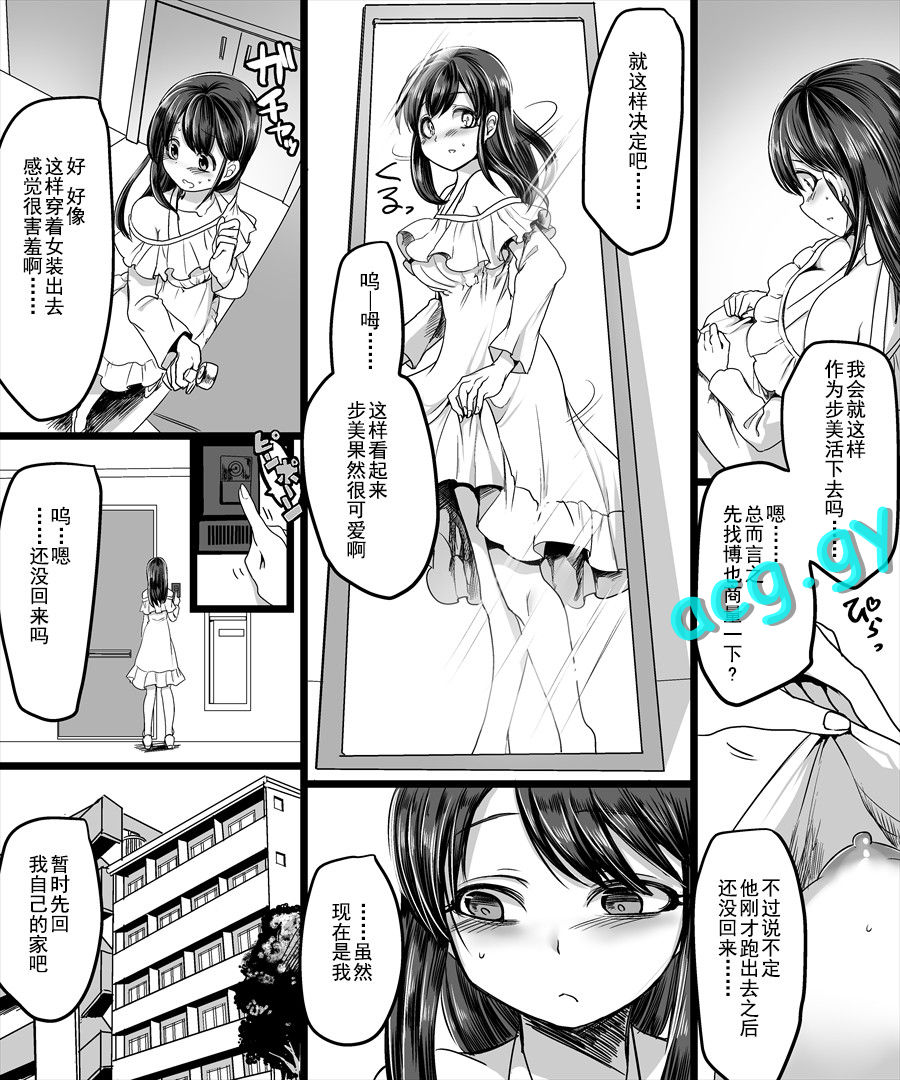 我会就这样
作为步美活下去吗……
嗯………
总而言之
先找博也商量一下？
ぴら
不过说不定
他刚才跑出去之后
还没回来……
就这样决定吧……
くるっ
呜—呣……
这样看起来
步美果然很可爱啊
……虽然
现在是我
ガチャッ
好 好像
这样穿着女装出去
感觉很害羞啊……
ピーンポーン
呜…嗯
……还没回来吗
暂时先回
我自己的家吧
acg.gy